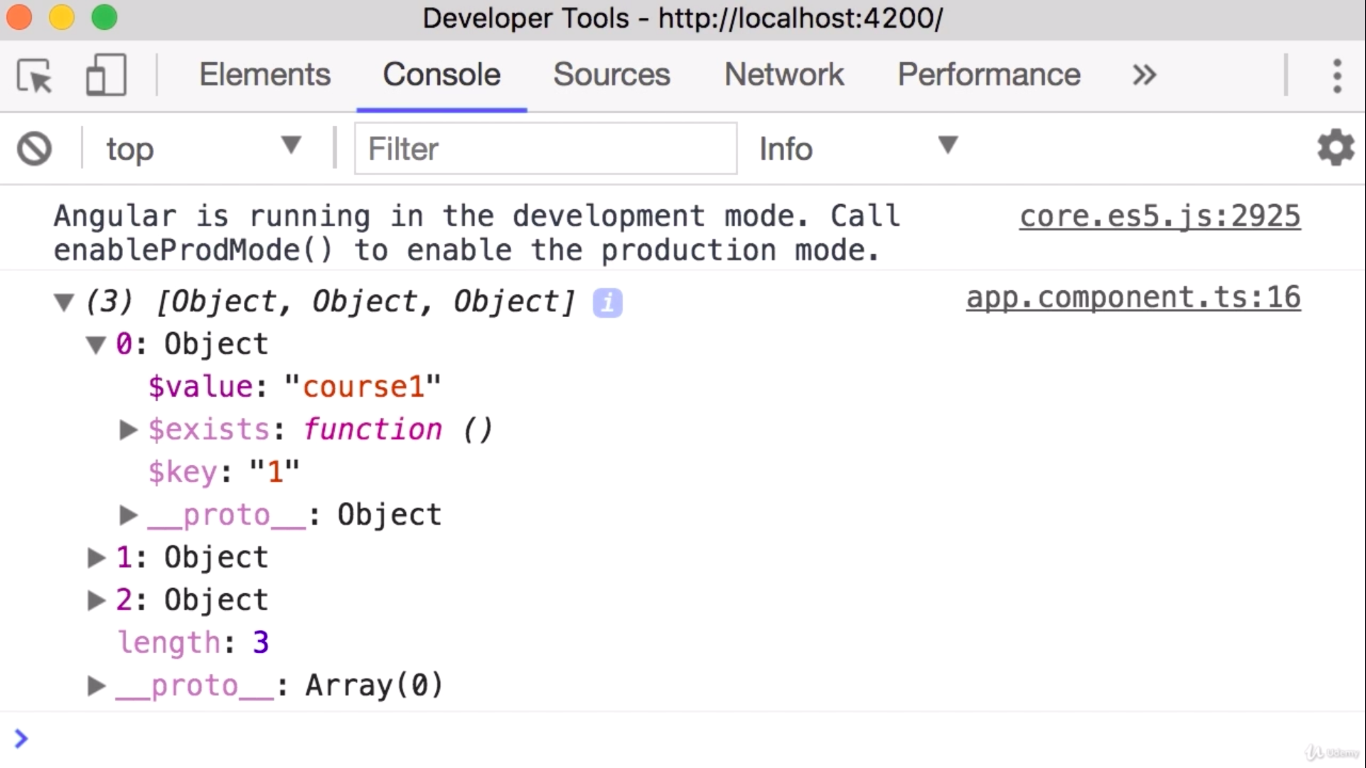 Developer Tools - http://localhost:4200/
Elements Console Sources Network Performance »
top Filter Info
Angular is running in the development mode. Call core.es5.js:2925
enableProdMode() to enable the production mode.
(3) [Object, Object, Object] i app.component.ts:16
0: Object
$value: "course1"
$exists: function ()
$key: "1"
__proto__: Object
1: Object
2: Object
length: 3
__proto__: Array(0)
>
Udemy